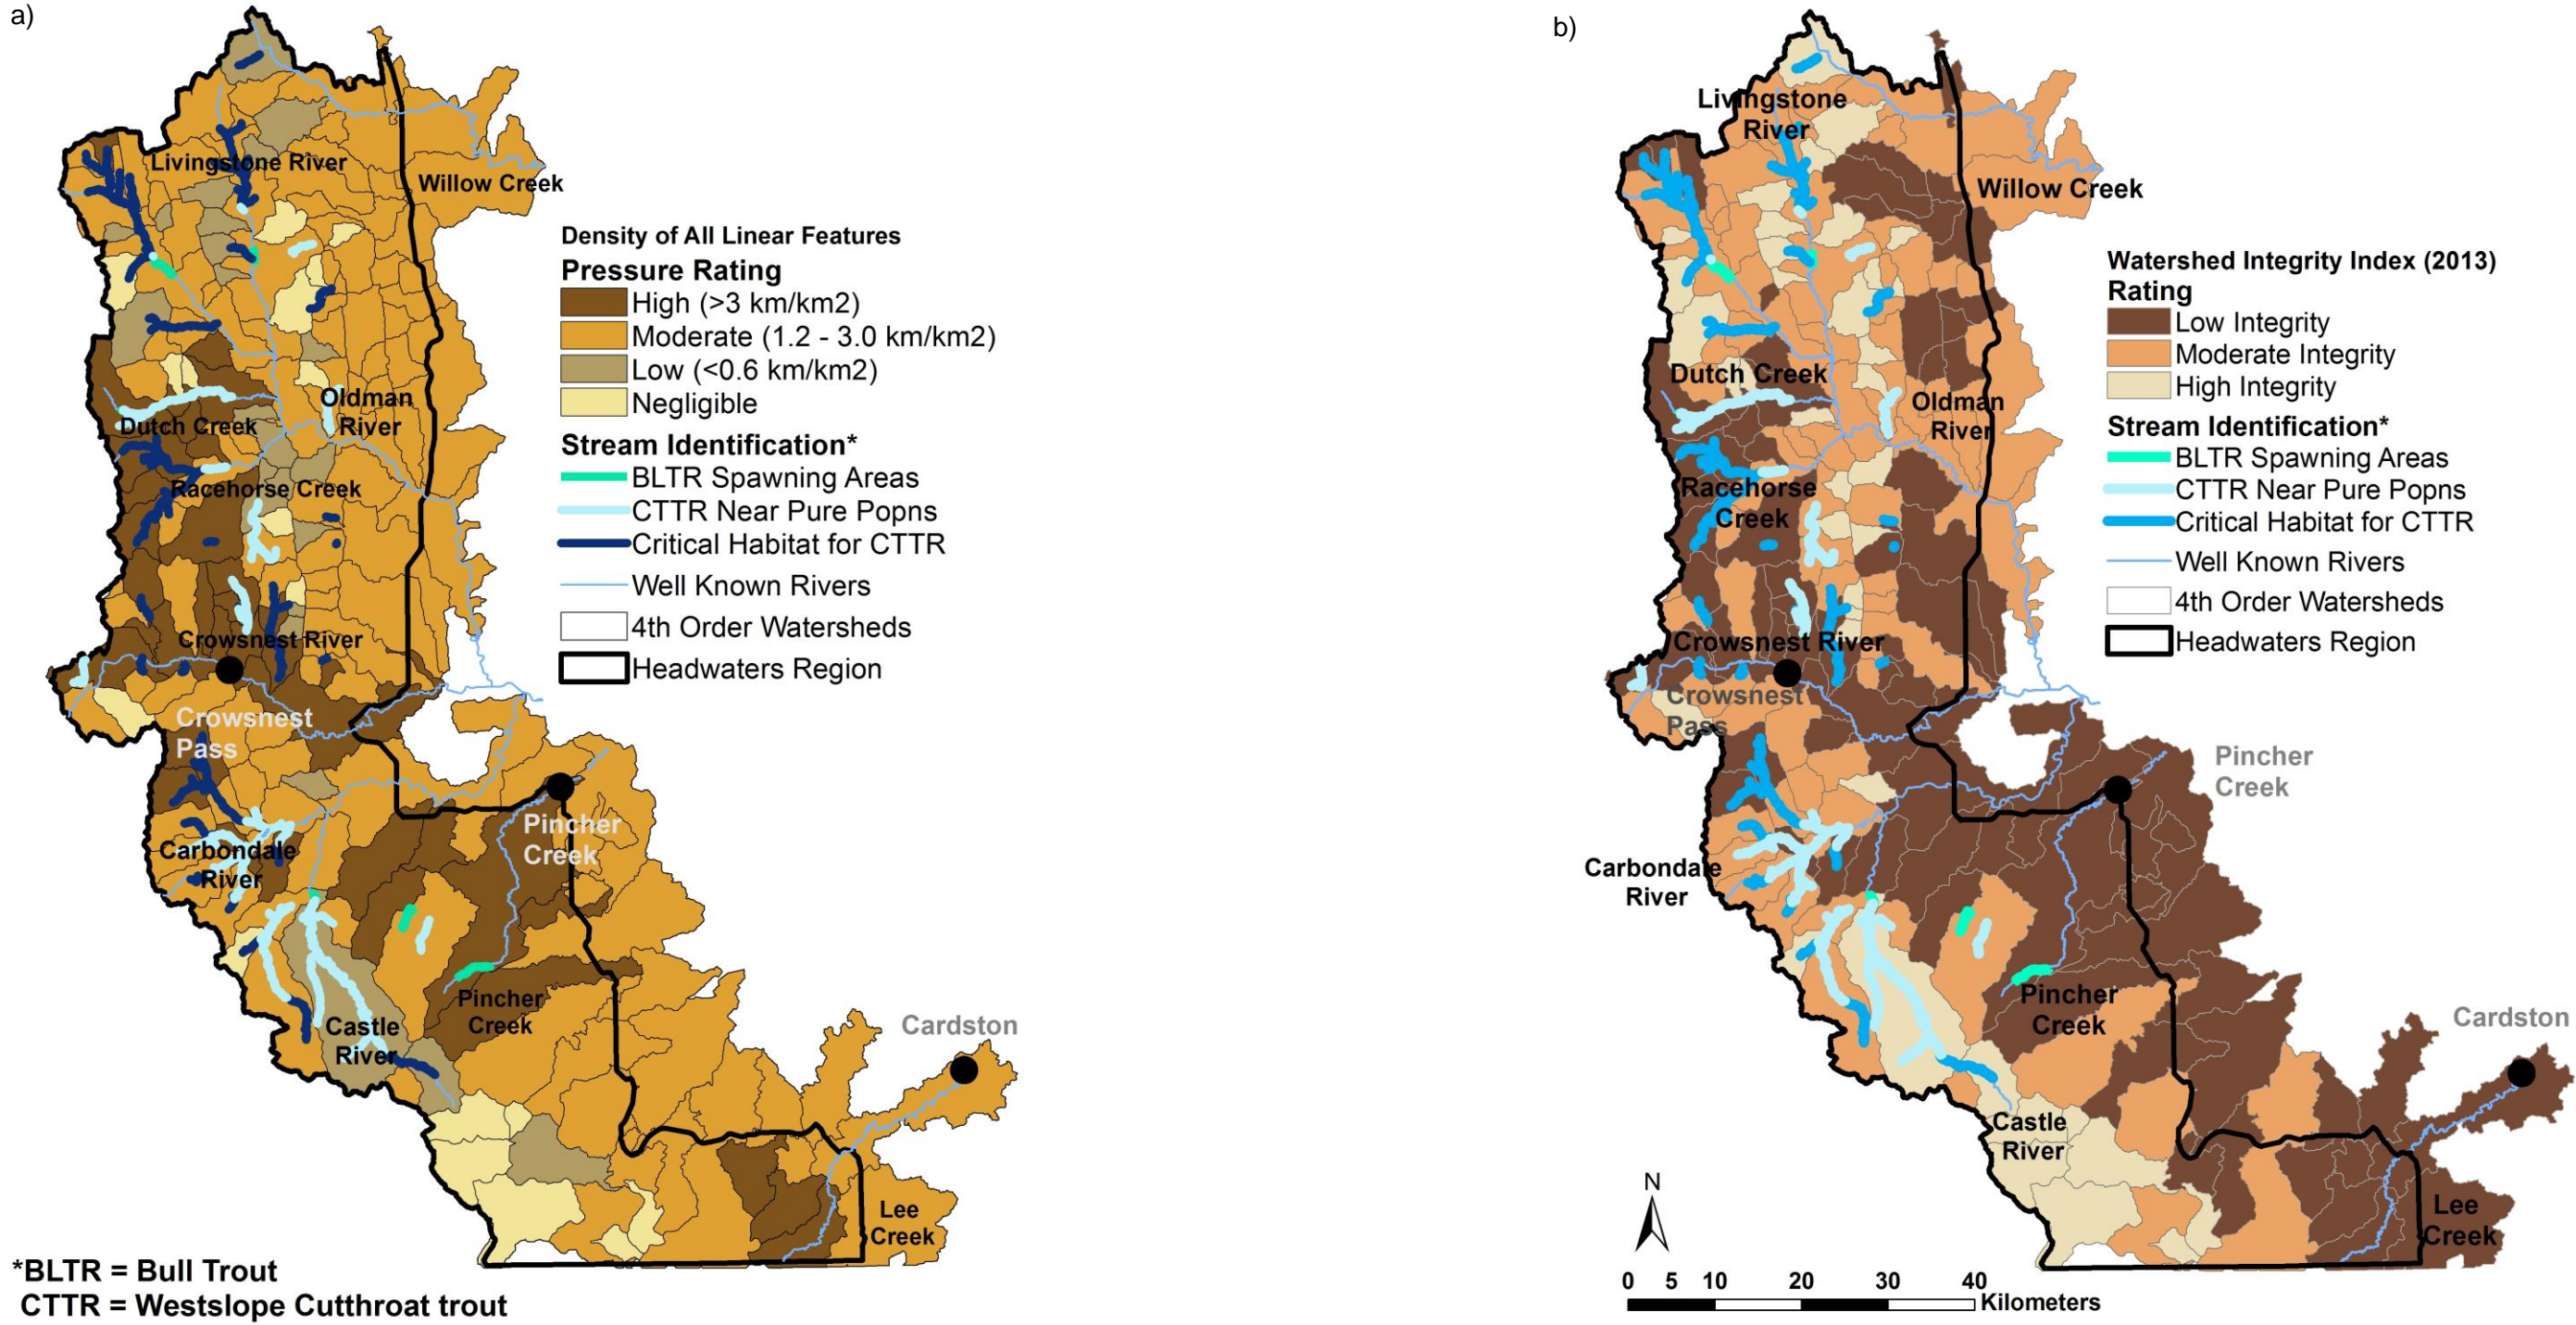 a)
Livingstone River
Willow Creek
Density of All Linear Features
Pressure Rating
High (>3 km/km2)
Moderate (1.2 - 3.0 km/km2)
Low (<0.6 km/km2)
Negligible
Stream Identification*
BLTR Spawning Areas
CTTR Near Pure Popns
Critical Habitat for CTTR
Well Known Rivers
4th Order Watersheds
Headwaters Region
Oldman
River
Dutch Creek
Racehorse Creek
Crowsnest River
Crowsnest
Pass
Pincher
Creek
Carbondale
River
Pincher
Creek
Castle
River
Cardston
Lee
Creek
*BLTR = Bull Trout
CTTR = Westslope Cutthroat trout
b)
Livingstone
River
Willow Creek
Watershed Integrity Index (2013)
Rating
Low Integrity
Moderate Integrity
High Integrity
Stream Identification*
BLTR Spawning Areas
CTTR Near Pure Popns
Critical Habitat for CTTR
Well Known Rivers
4th Order Watersheds
Headwaters Region
Dutch Creek
Oldman
River
Racehorse
Creek
Crowsnest River
Crowsnest
Pass
Pincher
Creek
Carbondale
River
Pincher
Creek
Cardston
Castle
River
Lee
Creek
N
0 5 10 20 30 40
Kilometers